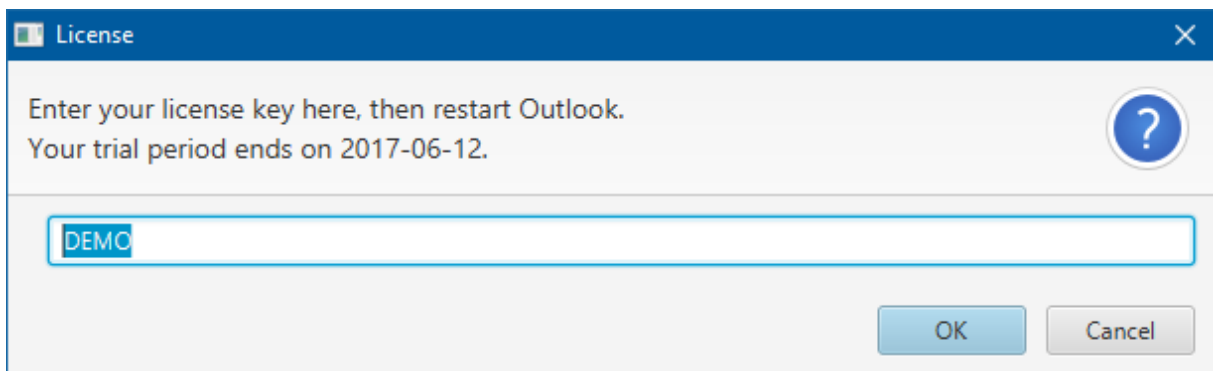 License
Enter your license key here, then restart Outlook.
Your trial period ends on 2017-06-12.
?
DEMO
OK
Cancel